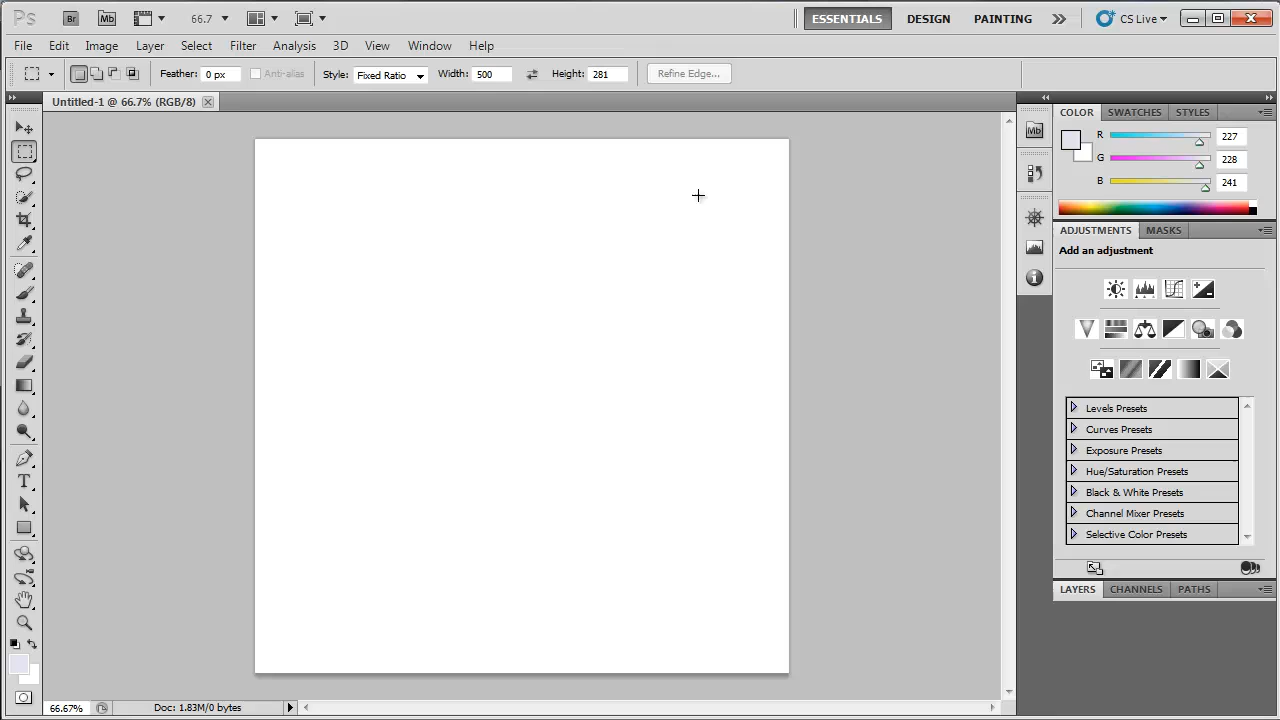 Ps Br Mb 66.7 ESSENTIALS DESIGN PAINTING CS Live
File Edit Image Layer Select Filter Analysis 3D View Window Help
Feather: 0 px Anti-alias Style: Fixed Ratio Width: 500 Height: 281 Refine Edge...
Untitled-1 @ 66.7% (RGB/8)
COLOR SWATCHES STYLES
Mb
R 227
G 228
B 241
ADJUSTMENTS MASKS
Add an adjustment
Levels Presets
Curves Presets
Exposure Presets
Hue/Saturation Presets
Black & White Presets
Channel Mixer Presets
Selective Color Presets
LAYERS CHANNELS PATHS
66.67% Doc: 1.83M/0 bytes